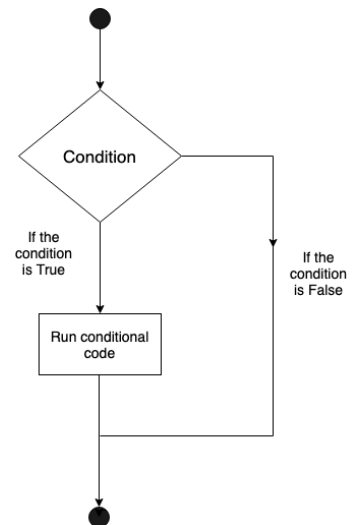 Condition
If the
condition
is True
If the
condition
is False
Run conditional
code